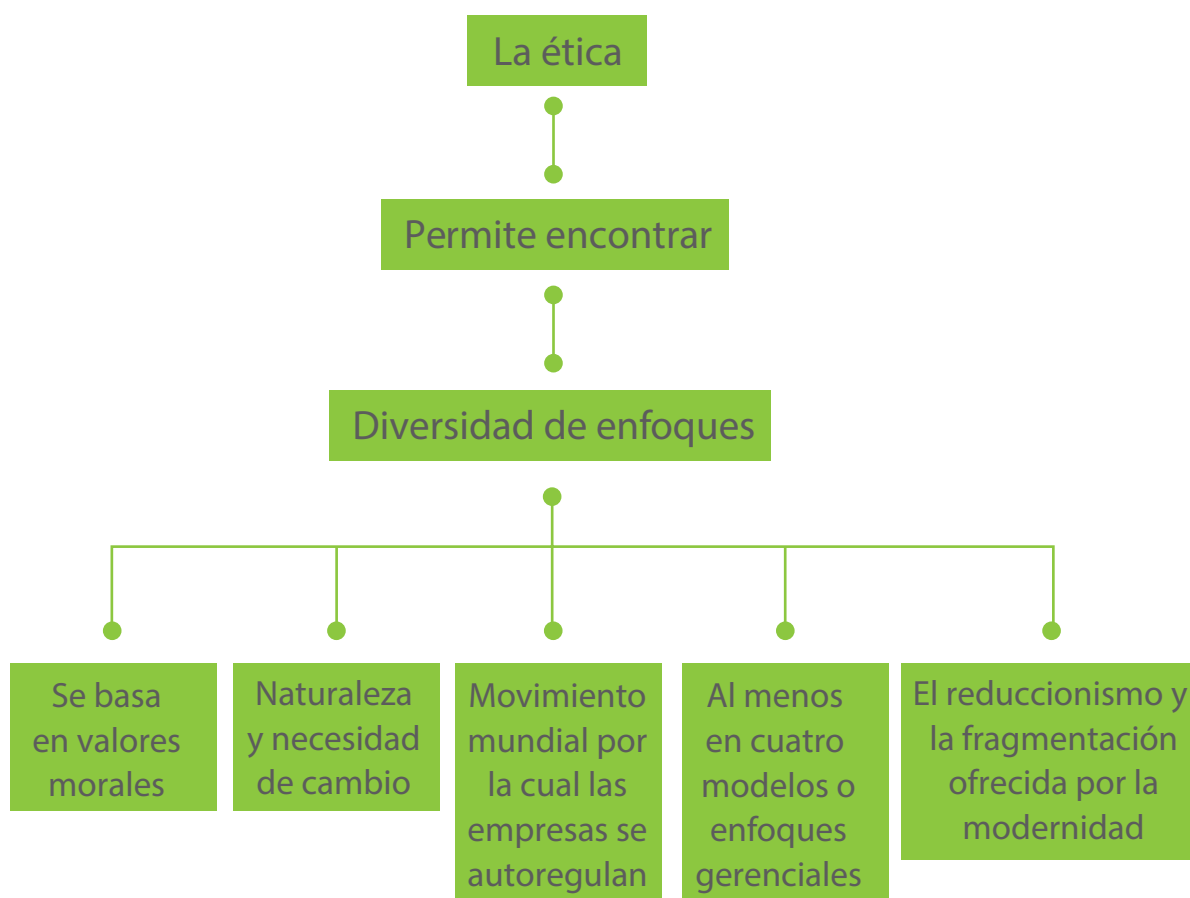 La ética
Permite encontrar
Diversidad de enfoques
Se basa
en valores
morales
Naturaleza
y necesidad
de cambio
Movimiento
mundial por
la cual las
empresas se
autoregulan
Al menos
en cuatro
modelos o
enfoques
gerenciales
El reduccionismo y
la fragmentación
ofrecida por la
modernidad